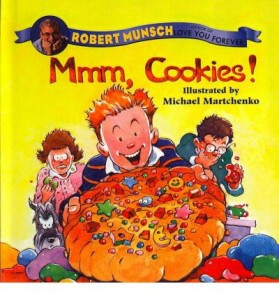 ROBERT MUNSCH
LOVE YOU FOREVER
Mmm, Cookies!
Illustrated by
Michael Martchenko